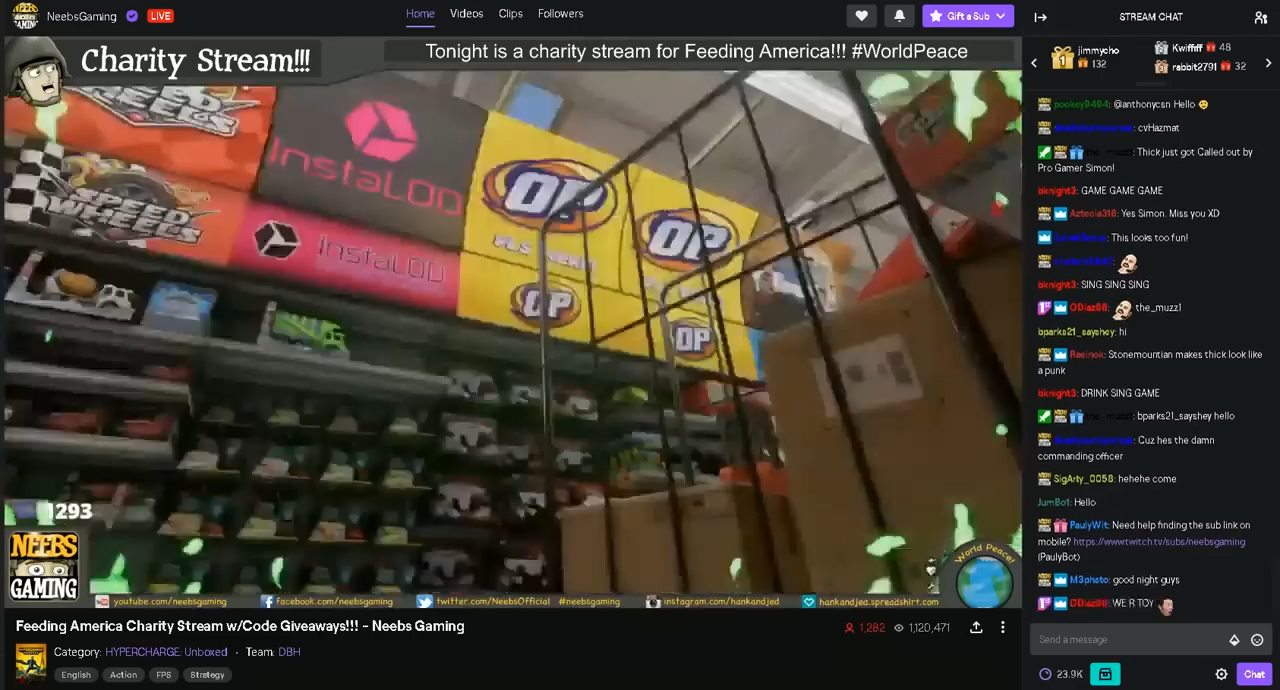 NeebsGaming LIVE
Home Videos Clips Followers
Gift a Sub
STREAM CHAT
Charity Stream!!!
Tonight is a charity stream for Feeding America!!! #WorldPeace
1 jimmycho 132
Kwiffiff 48
rabbit2791 32
SPEED WHEELS
InstaLOD
OP
OP
SPEED WHEELS
InstaLOD
OP
OP
1293
NEEBS
GAMING
World Peace!
youtube.com/neebsgaming facebook.com/neebsgaming twitter.com/NeebsOfficial #neebsgaming instagram.com/hankandjed hankandjed.spreadshirt.com
Feeding America Charity Stream w/Code Giveaways!!! - Neebs Gaming
1,282 1,120,471
Category: HYPERCHARGE: Unboxed · Team: DBH
English Action FPS Strategy
pookey9494: @anthonycsn Hello
: cvHazmat
the_muzz1: Thick just got Called out by
Pro Gamer Simon!
bknight3: GAME GAME GAME
Aztecia318: Yes Simon. Miss you XD
: This looks too fun!
bknight3: SING SING SING
ODiaz88: the_muzz1
bparks21_sayshey: hi
Raeinok: Stonemountian makes thick look like
a punk
bknight3: DRINK SING GAME
the_muzz1: bparks21_sayshey hello
: Cuz hes the damn
commanding officer
SigArty_0058: hehehe come
JumBo1: Hello
PaulyWit: Need help finding the sub link on
mobile? https://www.twitch.tv/subs/neebsgaming
(PaulyBot)
M3photo: good night guys
ODiaz88: WE R TOY
Send a message
23.9K
Chat